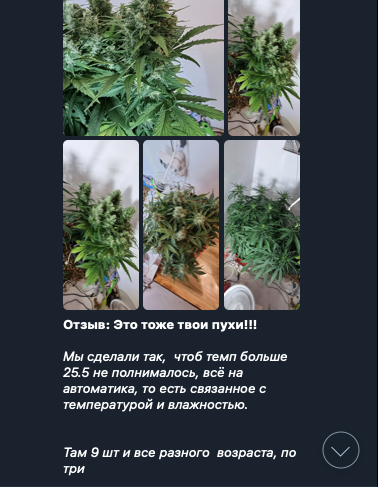 Отзыв: Это тоже твои пухи!!!
Мы сделали так, чтоб темп больше
25.5 не полнималось, всё на
автоматика, то есть связанное с
температурой и влажностью.
Там 9 шт и все разного возраста, по
три